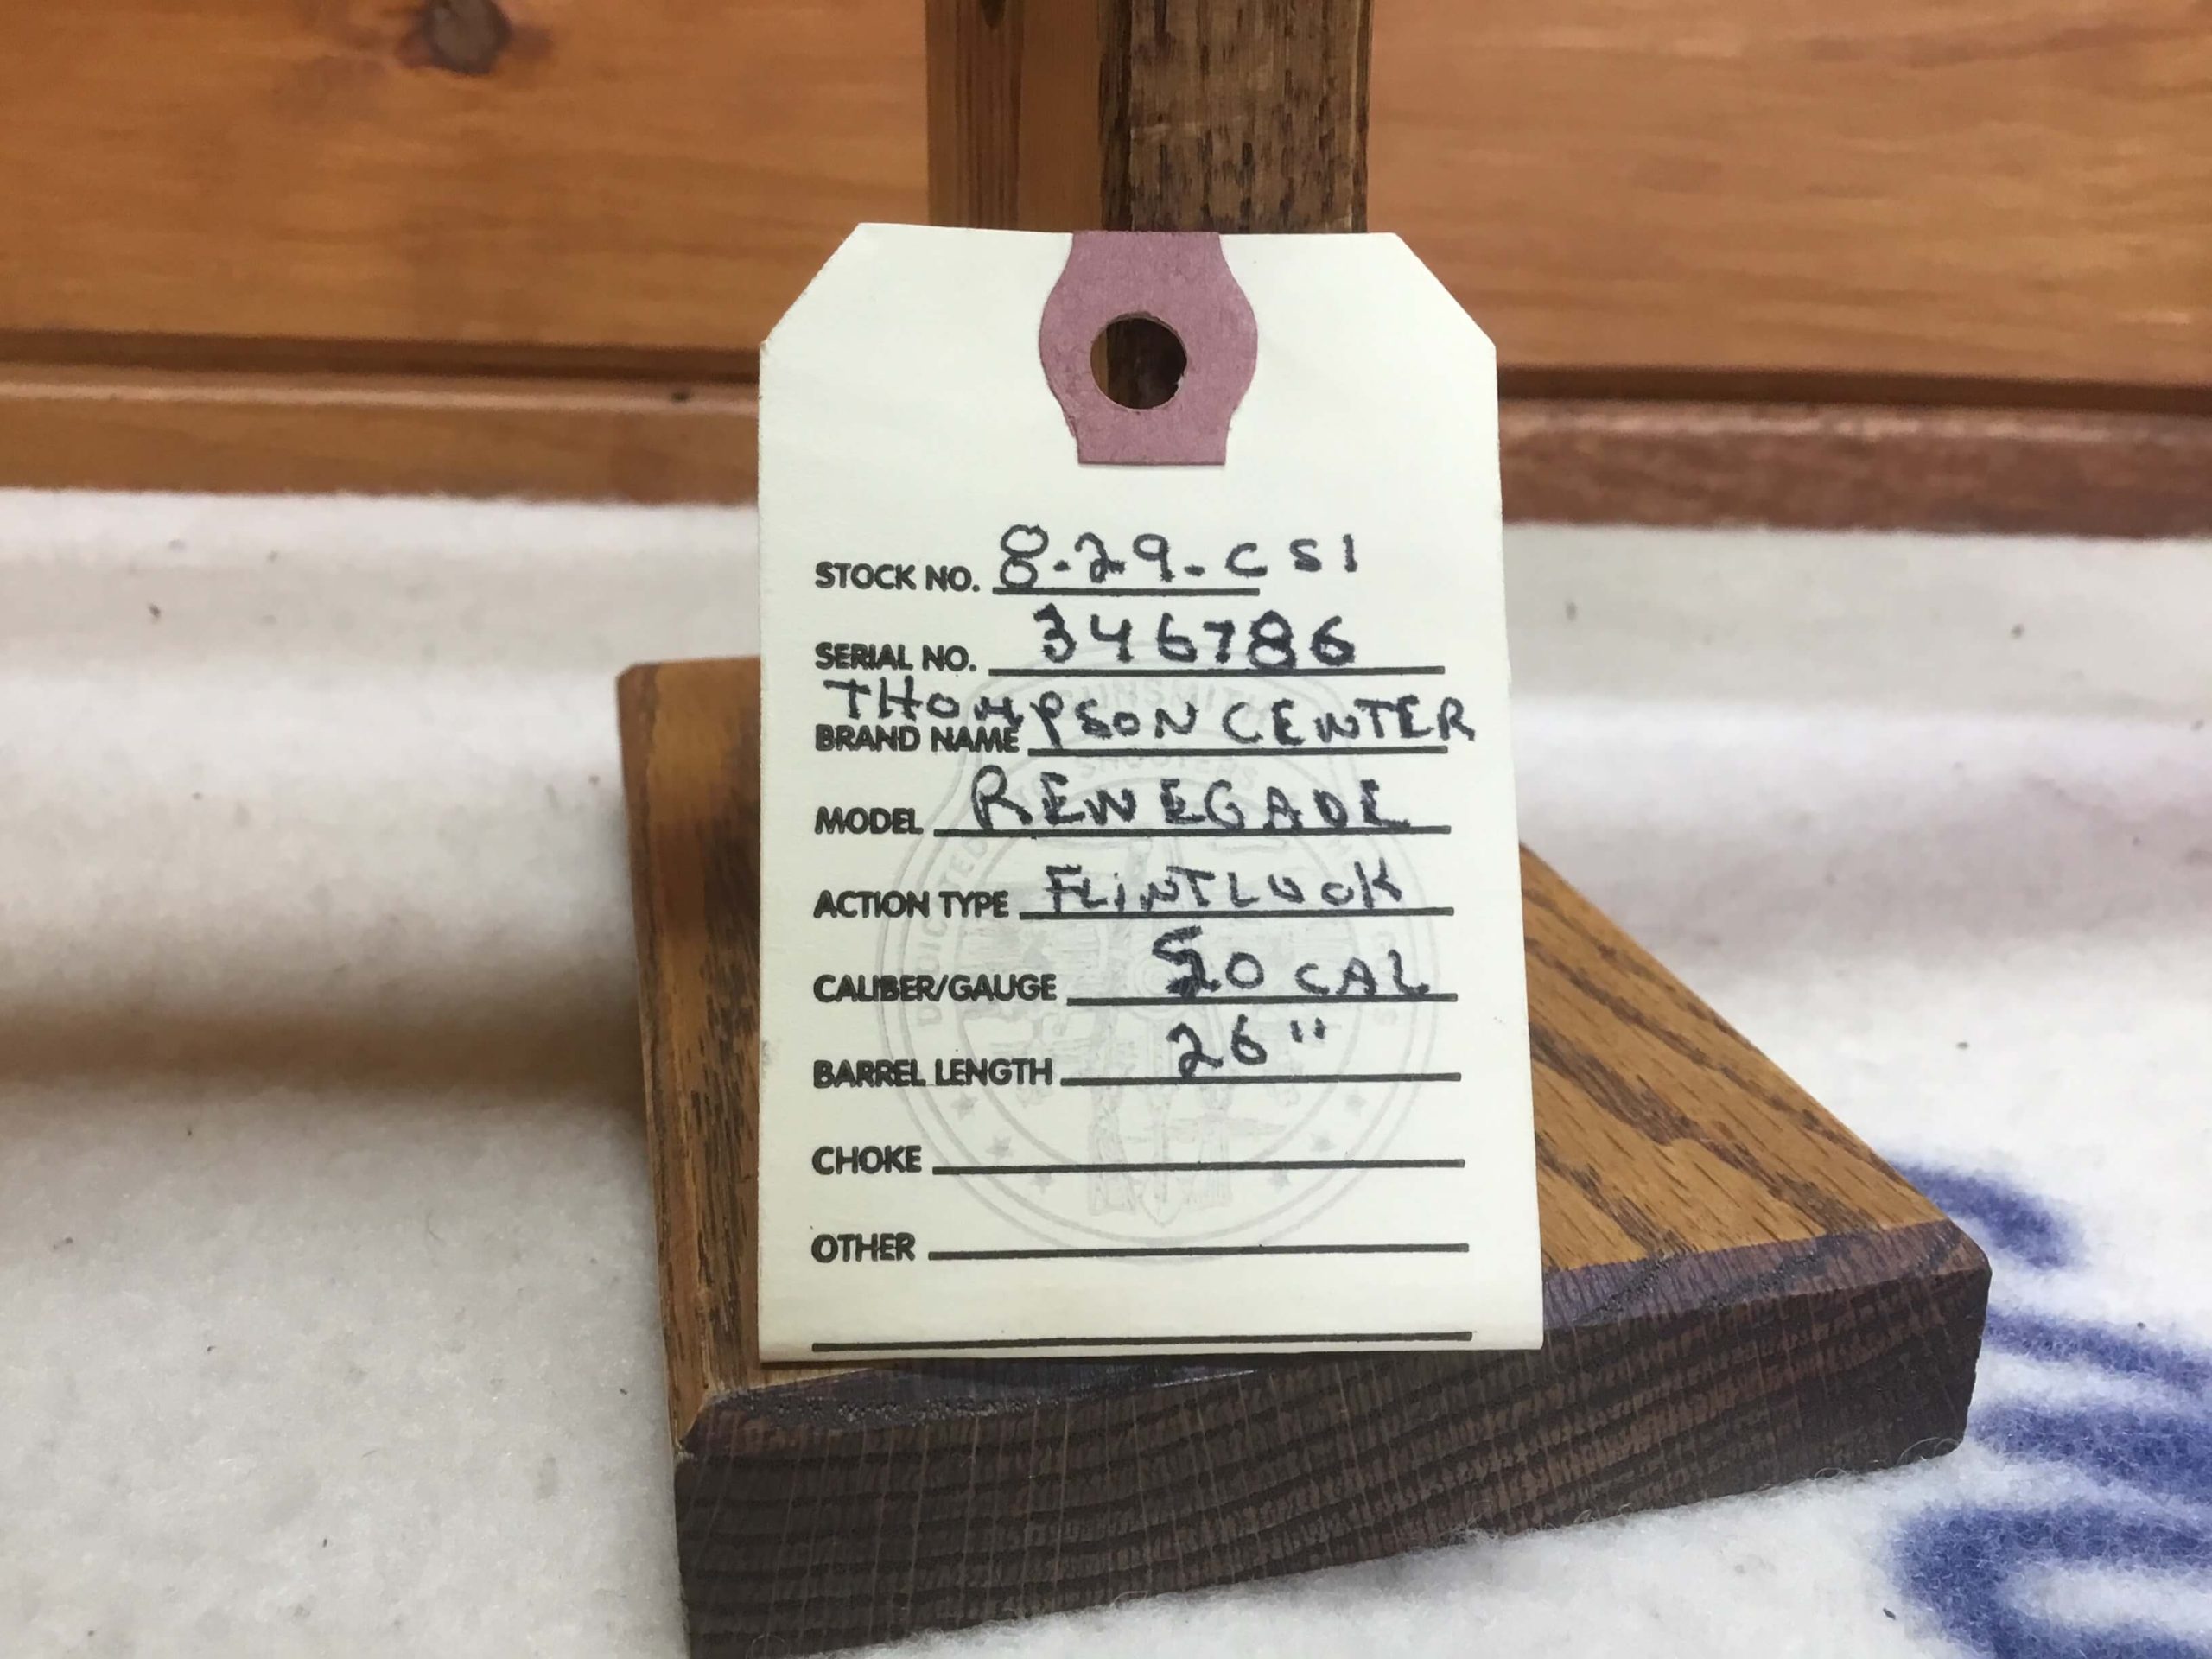 STOCK NO. 8-29-CS1
SERIAL NO. 346786
BRAND NAME THOMPSON CENTER
MODEL RENEGADE
ACTION TYPE FLINTLUOK
CALIBER/GAUGE 50 CAL
BARREL LENGTH 26"
CHOKE
OTHER